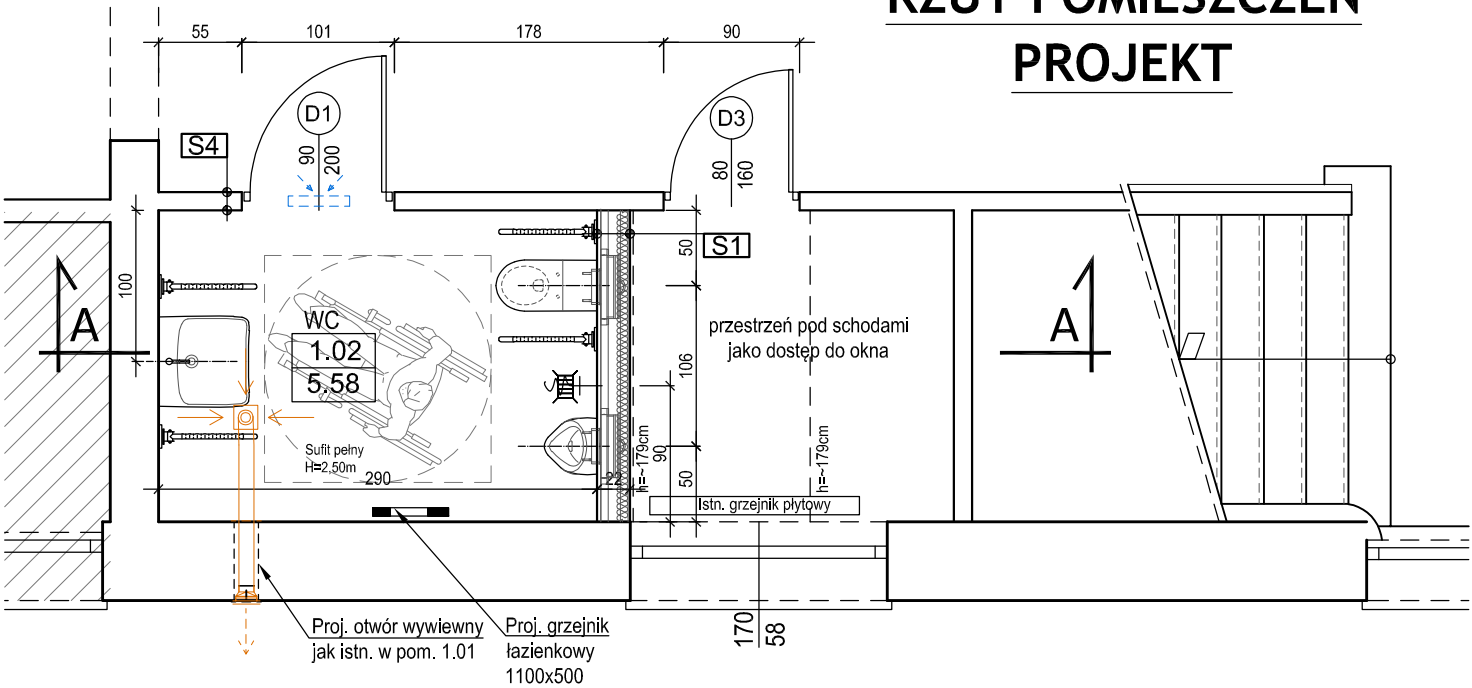 RZUT POMIESZCZEŃ
PROJEKT
55
101
178
90
D1
90
200
D3
80
160
S4
S1
A
100
WC
1.02
5.58
Sufit pełny
H=2,50m
290
22
50
106
90
50
h=~179cm
h=~179cm
przestrzeń pod schodami
jako dostęp do okna
Istn. grzejnik płytowy
A
170
58
Proj. otwór wywiewny
jak istn. w pom. 1.01
Proj. grzejnik
łazienkowy
1100x500